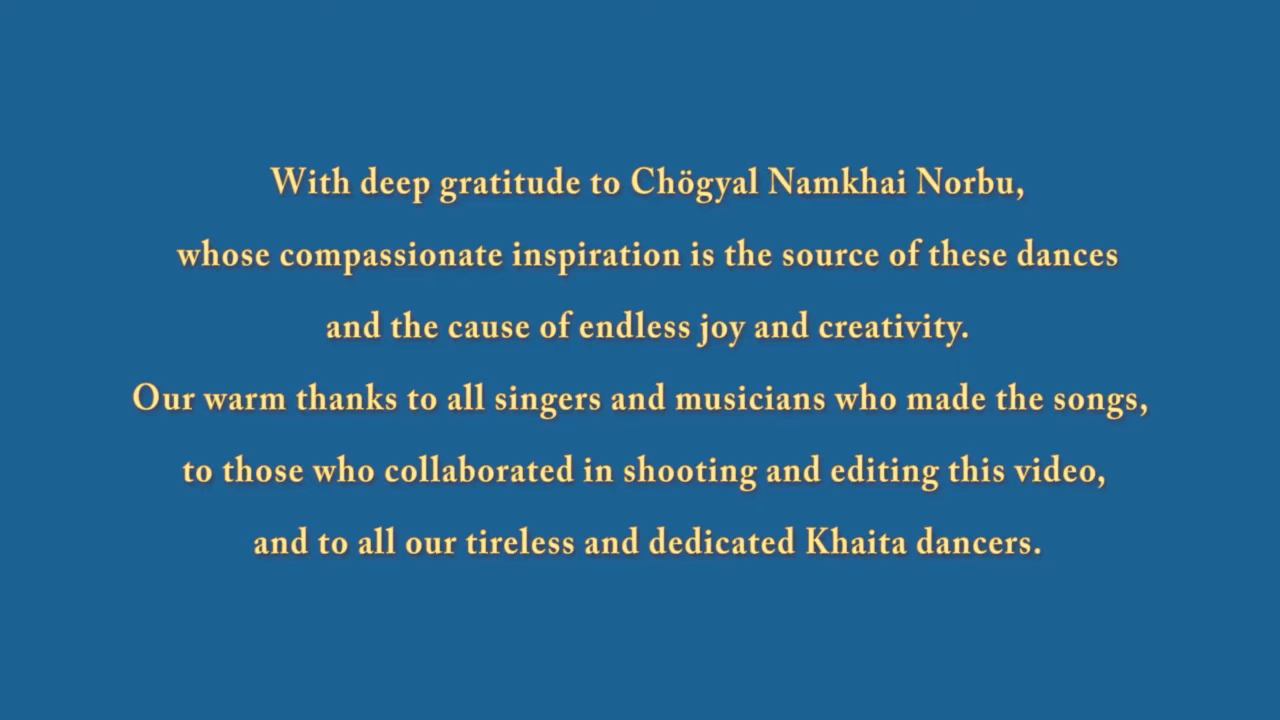 With deep gratitude to Chögyal Namkhai Norbu,
whose compassionate inspiration is the source of these dances
and the cause of endless joy and creativity.
Our warm thanks to all singers and musicians who made the songs,
to those who collaborated in shooting and editing this video,
and to all our tireless and dedicated Khaita dancers.